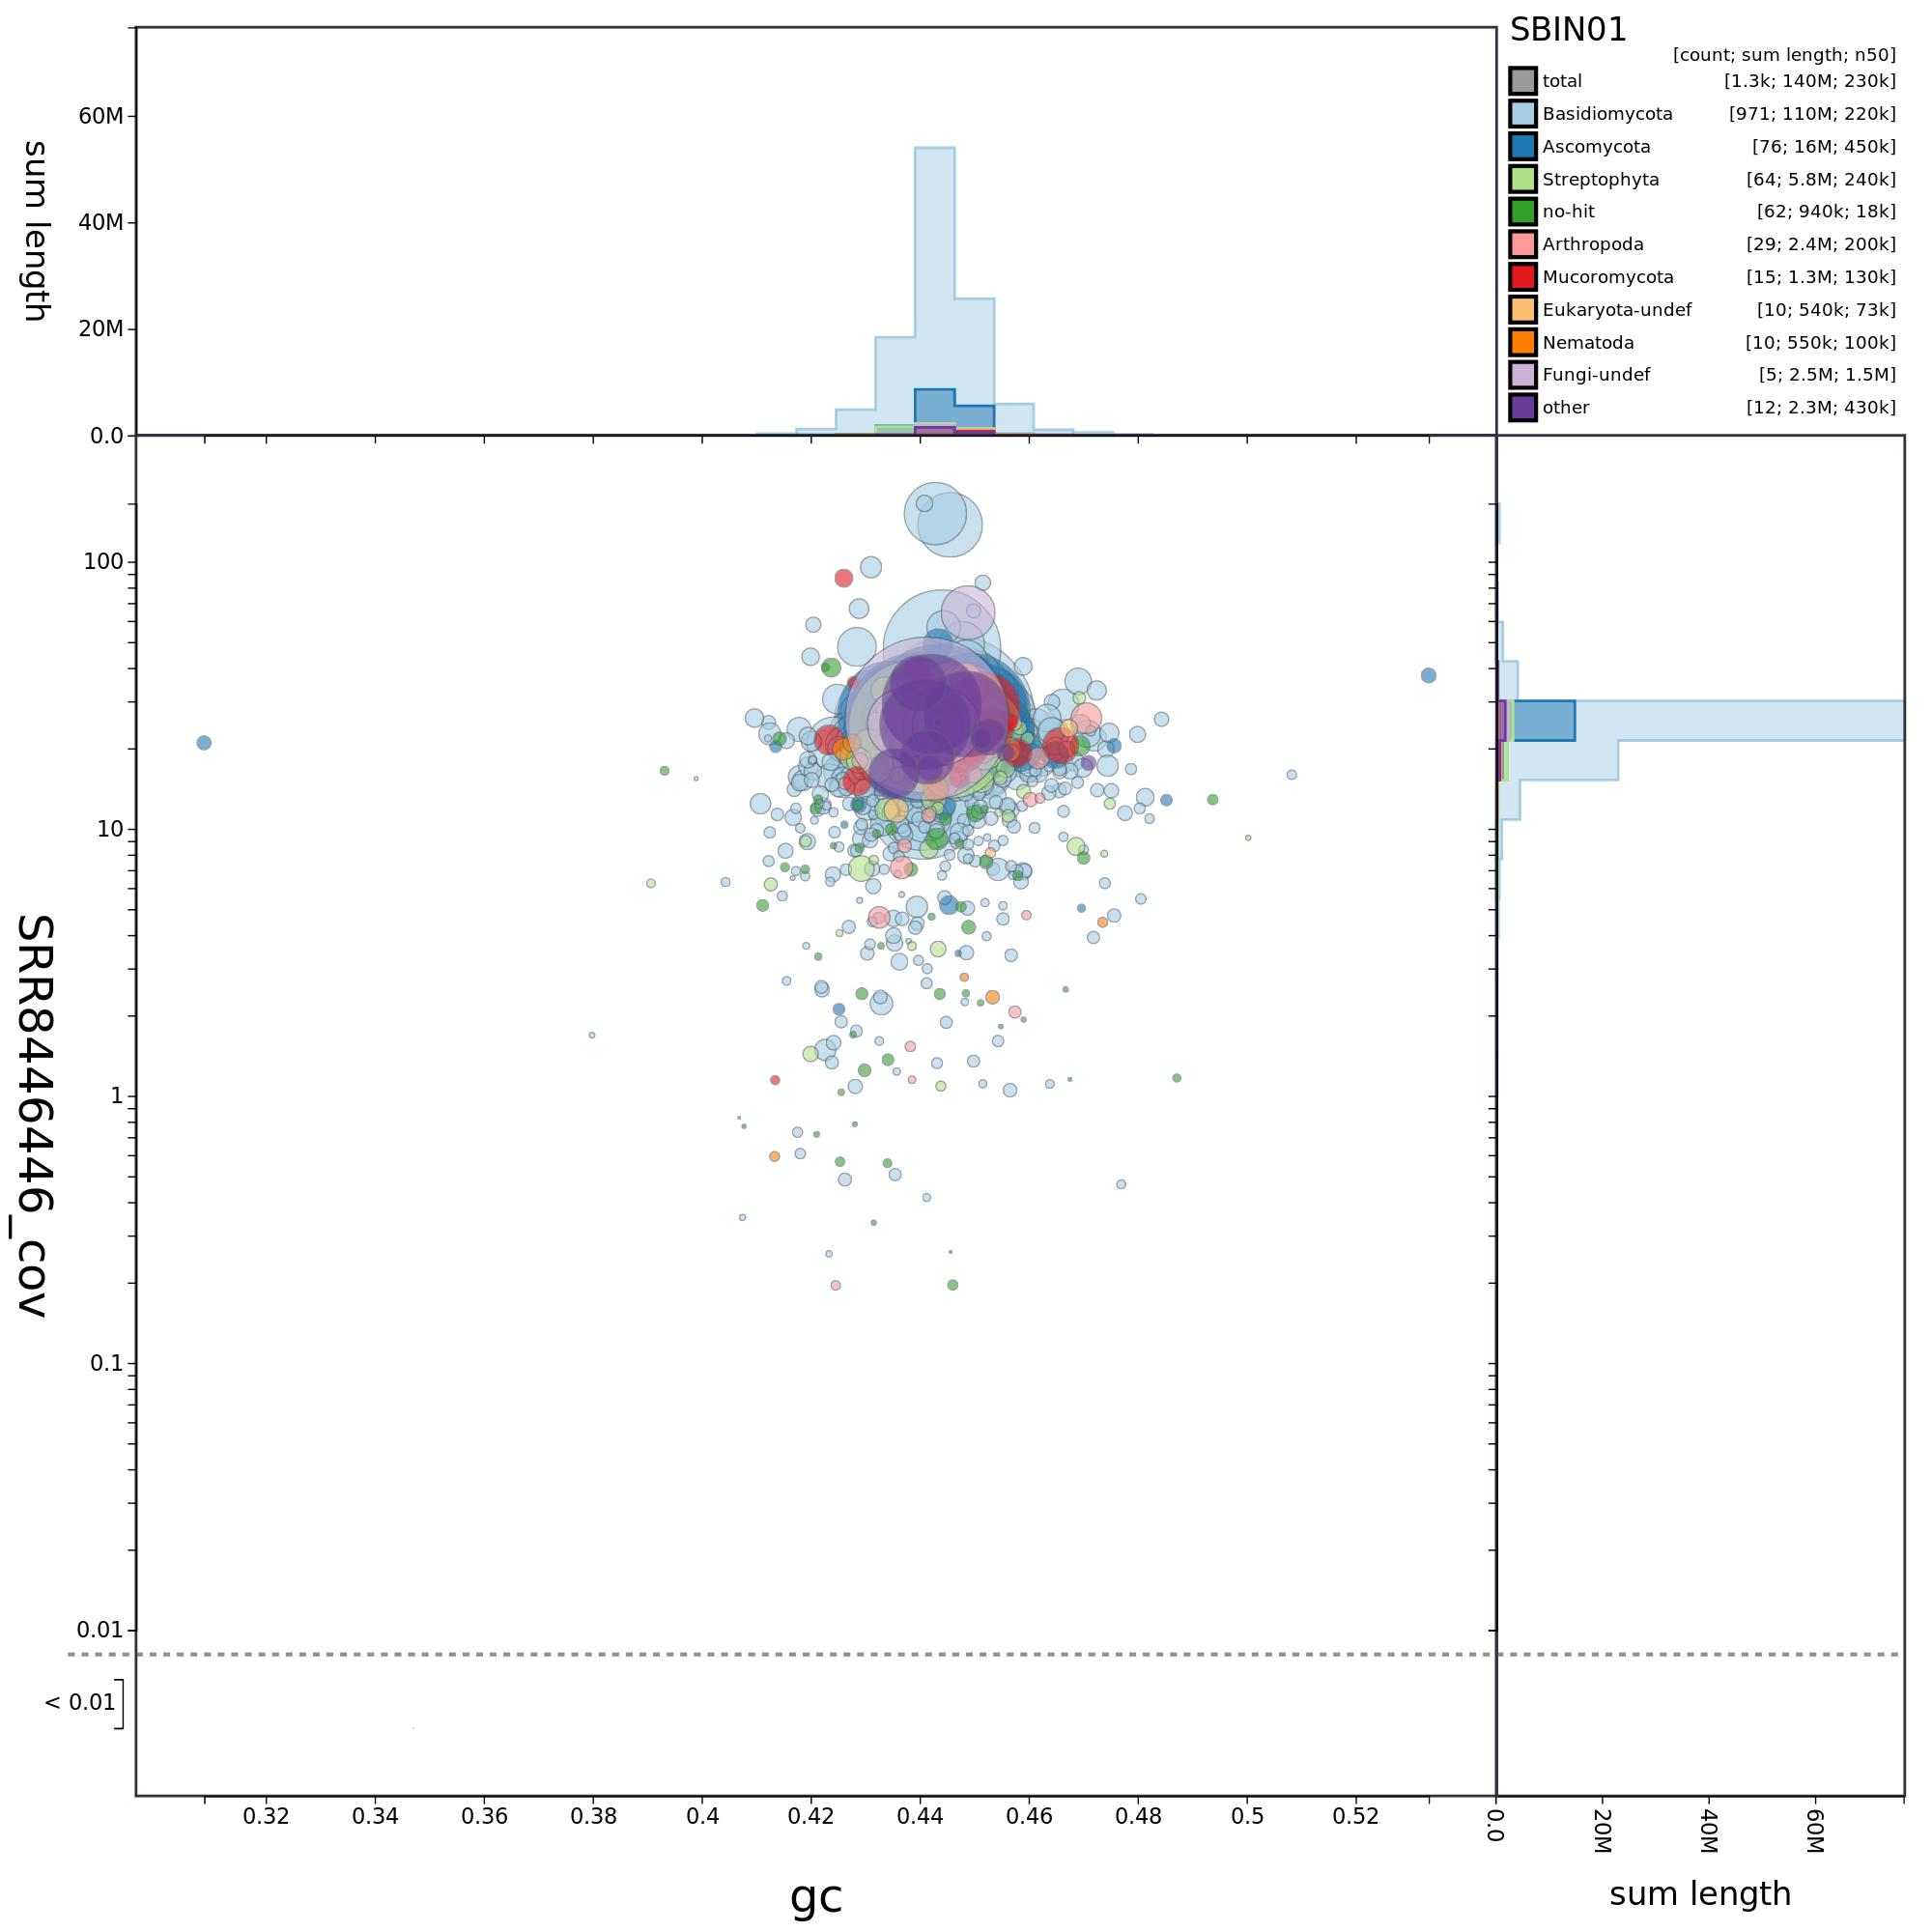 SBIN01
[count; sum length; n50]
total [1.3k; 140M; 230k]
Basidiomycota [971; 110M; 220k]
Ascomycota [76; 16M; 450k]
Streptophyta [64; 5.8M; 240k]
no-hit [62; 940k; 18k]
Arthropoda [29; 2.4M; 200k]
Mucoromycota [15; 1.3M; 130k]
Eukaryota-undef [10; 540k; 73k]
Nematoda [10; 550k; 100k]
Fungi-undef [5; 2.5M; 1.5M]
other [12; 2.3M; 430k]
sum length
60M
40M
20M
0.0
SRR8446446_cov
100
10
1
0.1
0.01
< 0.01
0.32 0.34 0.36 0.38 0.4 0.42 0.44 0.46 0.48 0.5 0.52
gc
0.0 20M 40M 60M
sum length